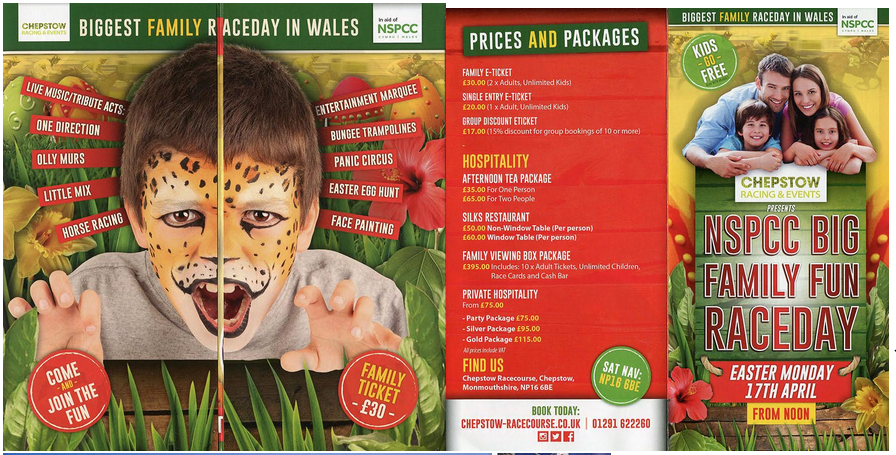 CHEPSTOW
RACING & EVENTS
BIGGEST FAMILY RACEDAY IN WALES
in aid of
NSPCC
CYMRU | WALES
LIVE MUSIC/TRIBUTE ACTS:
ONE DIRECTION
OLLY MURS
LITTLE MIX
HORSE RACING
ENTERTAINMENT MARQUEE
BUNGEE TRAMPOLINES
PANIC CIRCUS
EASTER EGG HUNT
FACE PAINTING
COME
- AND -
JOIN THE
FUN
FAMILY
TICKET
- £30 -
PRICES AND PACKAGES
FAMILY E-TICKET
£30.00 (2 x Adults, Unlimited Kids)
SINGLE ENTRY E-TICKET
£20.00 (1 x Adult, Unlimited Kids)
GROUP DISCOUNT ETICKET
£17.00 (15% discount for group bookings of 10 or more)
HOSPITALITY
AFTERNOON TEA PACKAGE
£35.00 For One Person
£65.00 For Two People
SILKS RESTAURANT
£50.00 Non-Window Table (Per person)
£60.00 Window Table (Per person)
FAMILY VIEWING BOX PACKAGE
£395.00 Includes: 10 x Adult Tickets, Unlimited Children,
Race Cards and Cash Bar
PRIVATE HOSPITALITY
From £75.00
- Party Package £75.00
- Silver Package £95.00
- Gold Package £115.00
All prices include VAT
FIND US
Chepstow Racecourse, Chepstow,
Monmouthshire, NP16 6BE
SAT NAV:
NP16 6BE
BOOK TODAY:
CHEPSTOW-RACECOURSE.CO.UK | 01291 622260
BIGGEST FAMILY RACEDAY IN WALES
in aid of
NSPCC
CYMRU | WALES
KIDS
- GO -
FREE
CHEPSTOW
RACING & EVENTS
PRESENTS
NSPCC BIG
FAMILY FUN
RACEDAY
EASTER MONDAY
17TH APRIL
FROM NOON